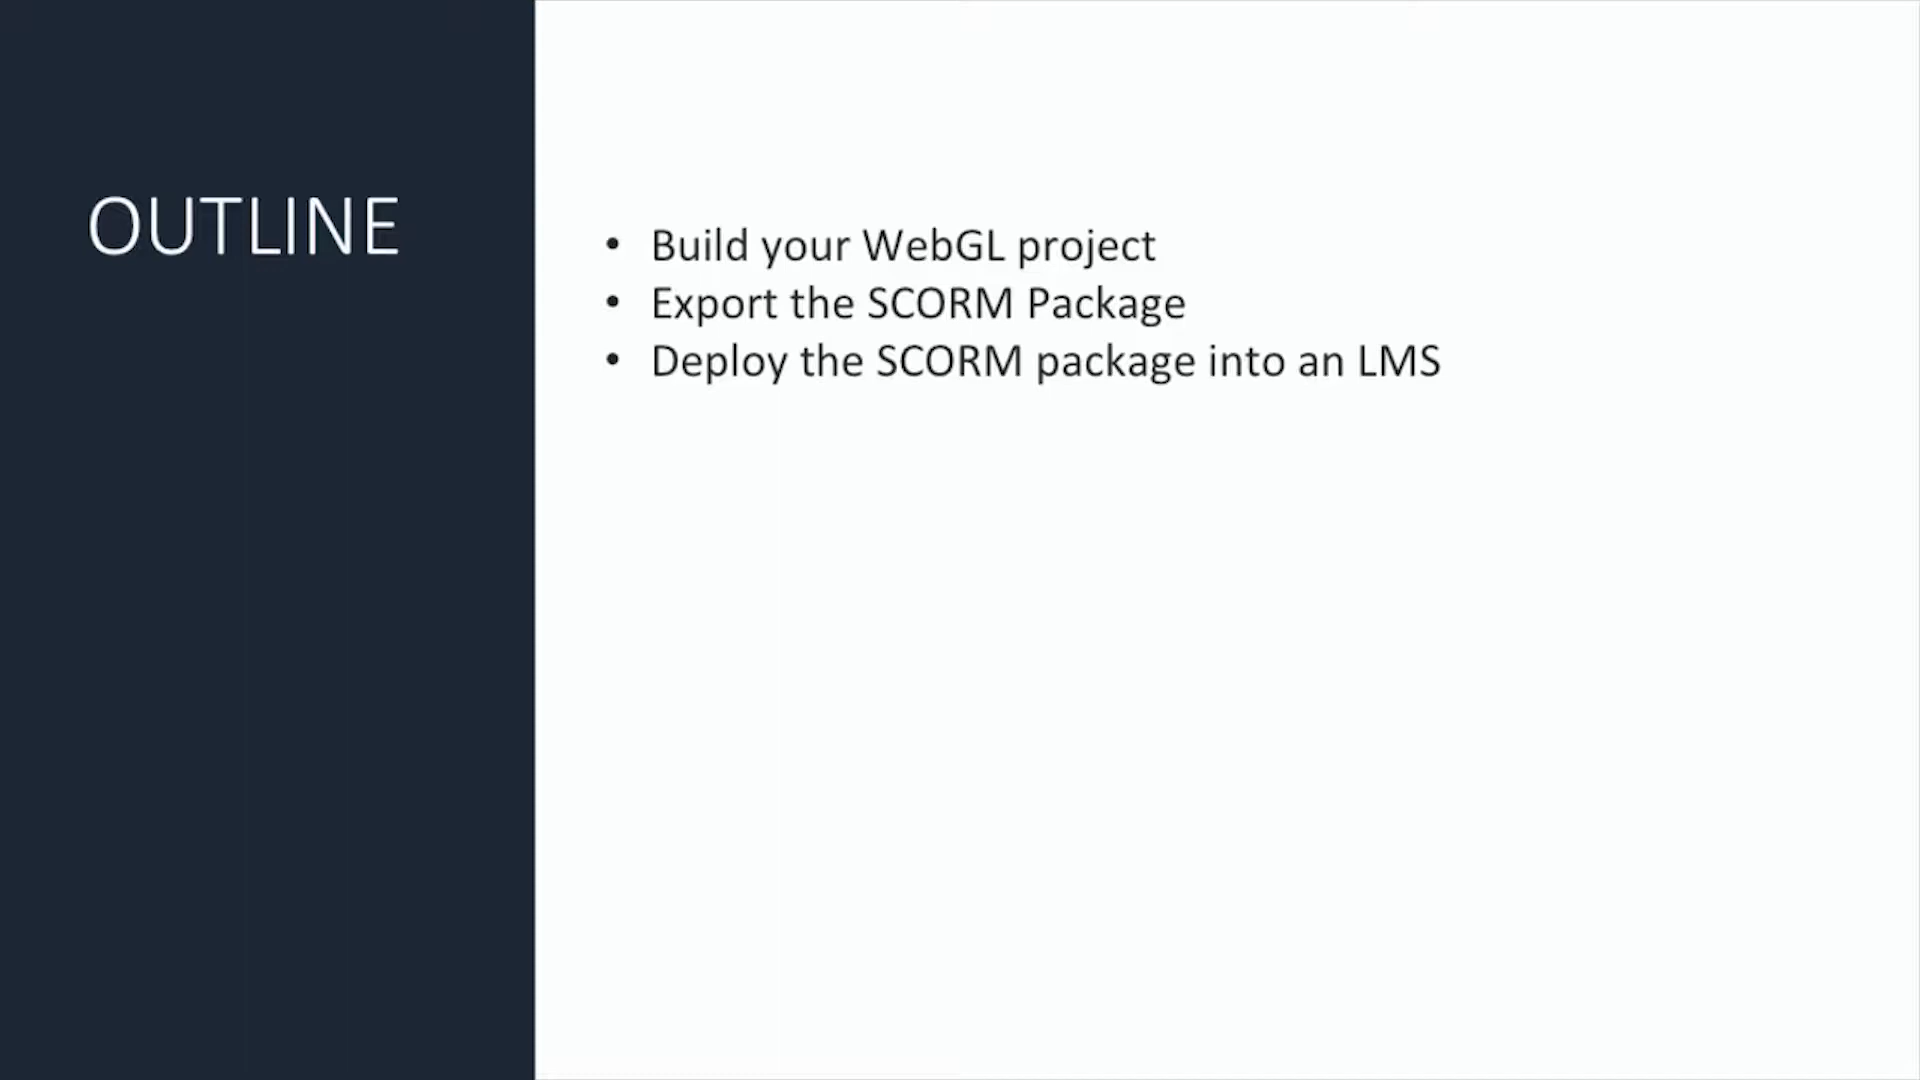 OUTLINE
• Build your WebGL project
• Export the SCORM Package
• Deploy the SCORM package into an LMS